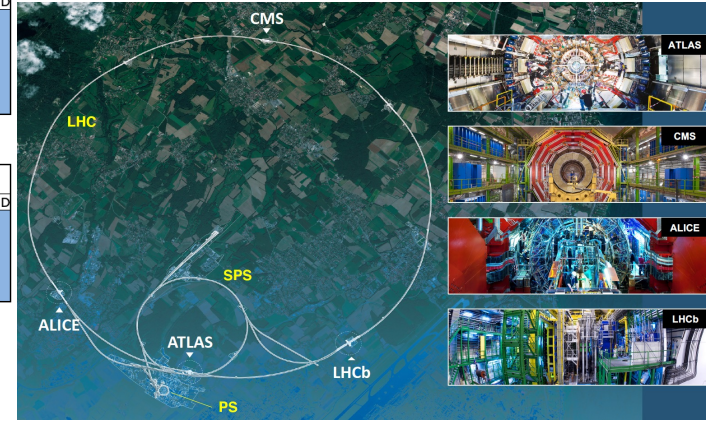 D
D
CMS
LHC
SPS
ALICE
ATLAS
LHCb
PS
ATLAS
CMS
ALICE
LHCb